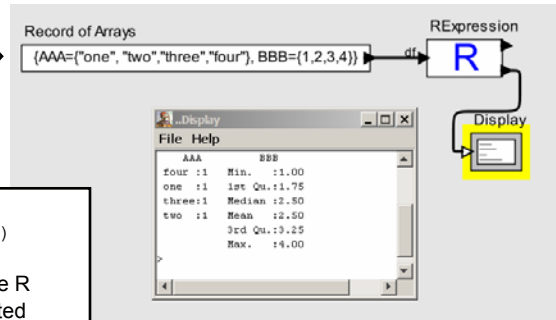 Record of Arrays
{AAA={"one", "two","three","four"}, BBB={1,2,3,4}}
df
RExpression
R
Display
..Display
File Help
AAA BBB
four :1 Min. :1.00
one :1 1st Qu.:1.75
three:1 Median :2.50
two :1 Mean :2.50
3rd Qu.:3.25
Max. :4.00
>
)
e R
ted